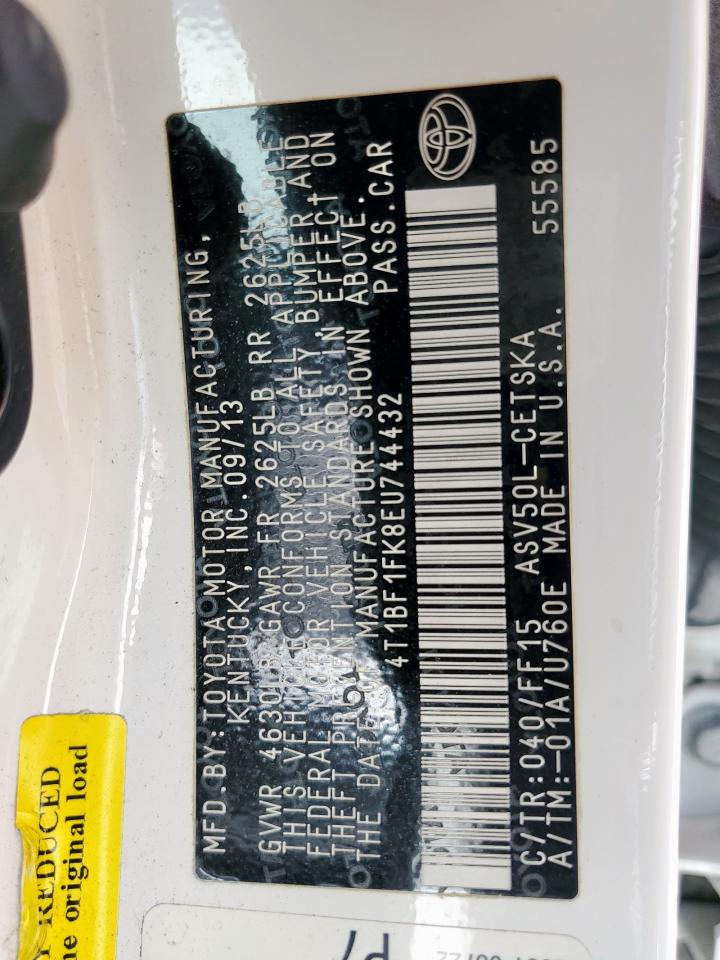 MFD.BY:TOYOTA MOTOR MANUFACTURING,
KENTUCKY, INC. 09/13
GVWR 4630LB GAWR FR 2625LB RR 2625LB
THIS VEHICLE CONFORMS TO ALL APPLICABLE
FEDERAL MOTOR VEHICLE SAFETY, BUMPER, AND
THEFT PREVENTION STANDARDS IN EFFECT ON
THE DATE OF MANUFACTURE SHOWN ABOVE.
4T1BF1FK8EU744432 PASS.CAR
C/TR:040/FF15 ASV50L-CETSKA
A/TM:-01A/U760E MADE IN U.S.A. 55585
REDUCED
original load